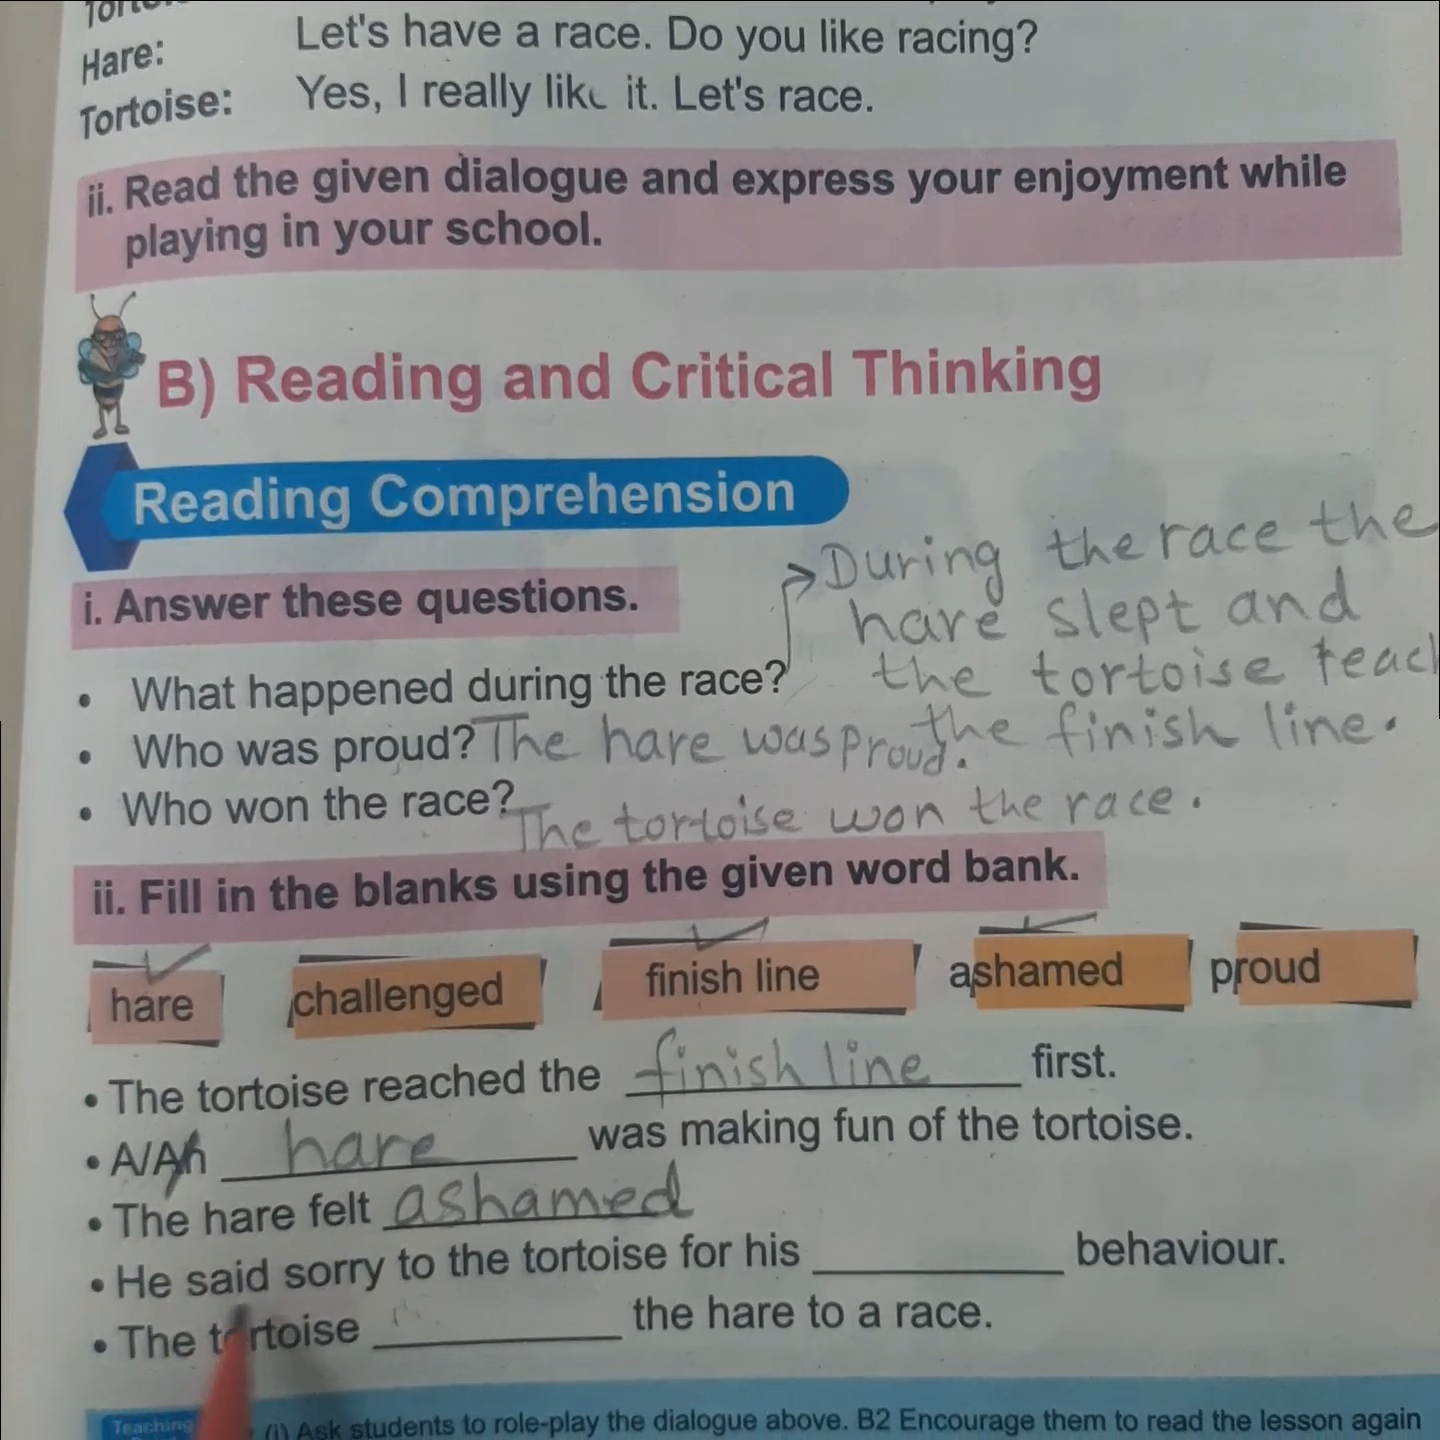 Hare: Let's have a race. Do you like racing?
Tortoise: Yes, I really like it. Let's race.
ii. Read the given dialogue and express your enjoyment while
playing in your school.
B) Reading and Critical Thinking
Reading Comprehension
i. Answer these questions.
During the race the
hare slept and
the tortoise reach
the finish line.
• What happened during the race?
• Who was proud? The hare was proud.
• Who won the race? The tortoise won the race.
ii. Fill in the blanks using the given word bank.
hare challenged finish line ashamed proud
• The tortoise reached the finish line first.
• A/An hare was making fun of the tortoise.
• The hare felt ashamed
• He said sorry to the tortoise for his __________ behaviour.
• The tortoise __________ the hare to a race.
Teaching
(i) Ask students to role-play the dialogue above. B2 Encourage them to read the lesson again